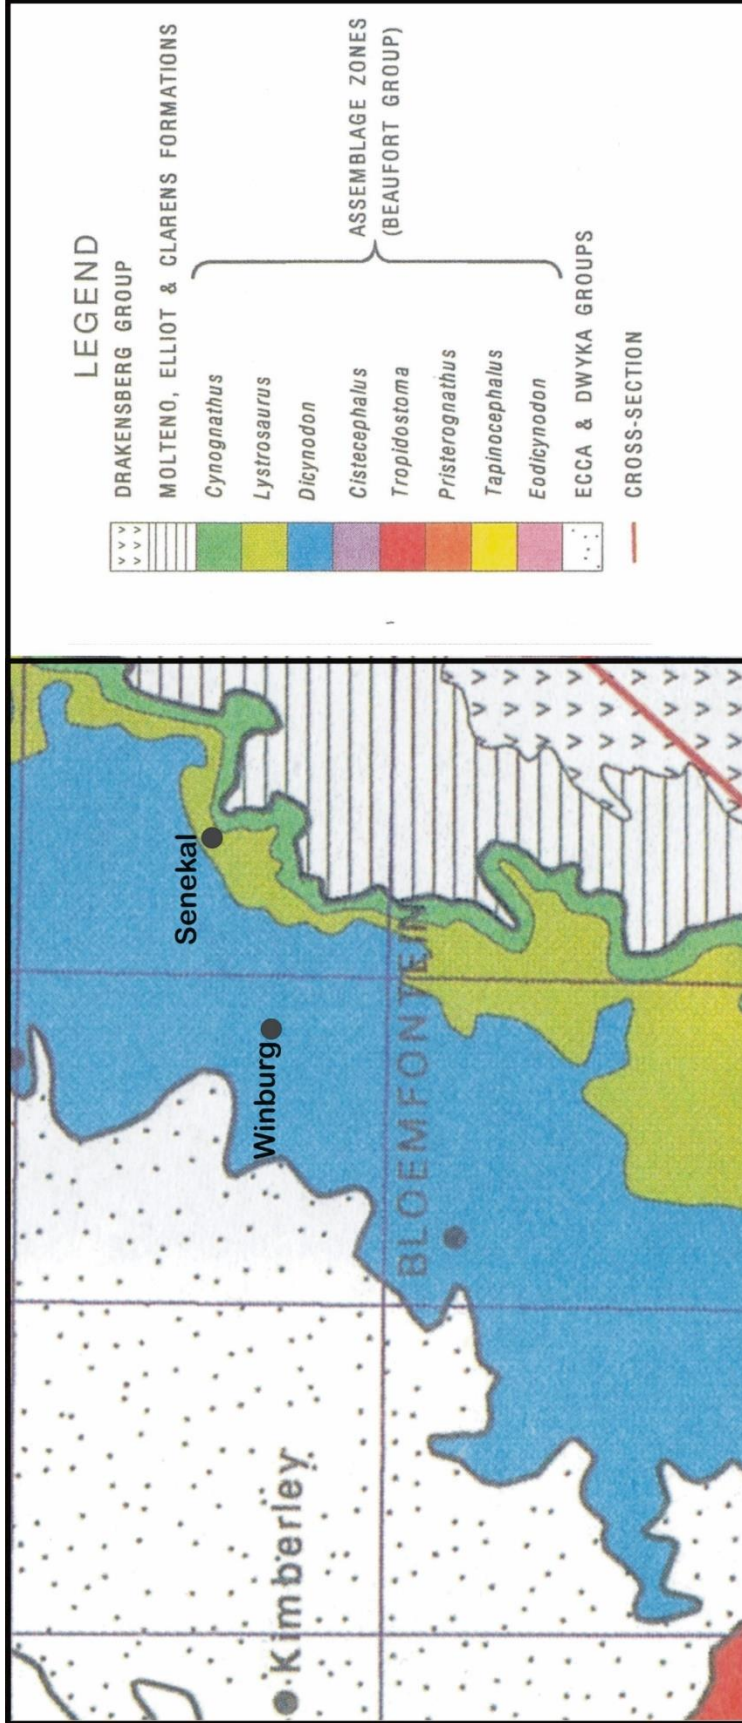 Senekal
Winburg
BLOEMFONTEIN
Kimberley
LEGEND
DRAKENSBERG GROUP
MOLTENO, ELLIOT & CLARENS FORMATIONS
Cynognathus
Lystrosaurus
Dicynodon
Cistecephalus
Tropidostoma
Pristerognathus
Tapinocephalus
Eodicynodon
ASSEMBLAGE ZONES
(BEAUFORT GROUP)
ECCA & DWYKA GROUPS
CROSS-SECTION